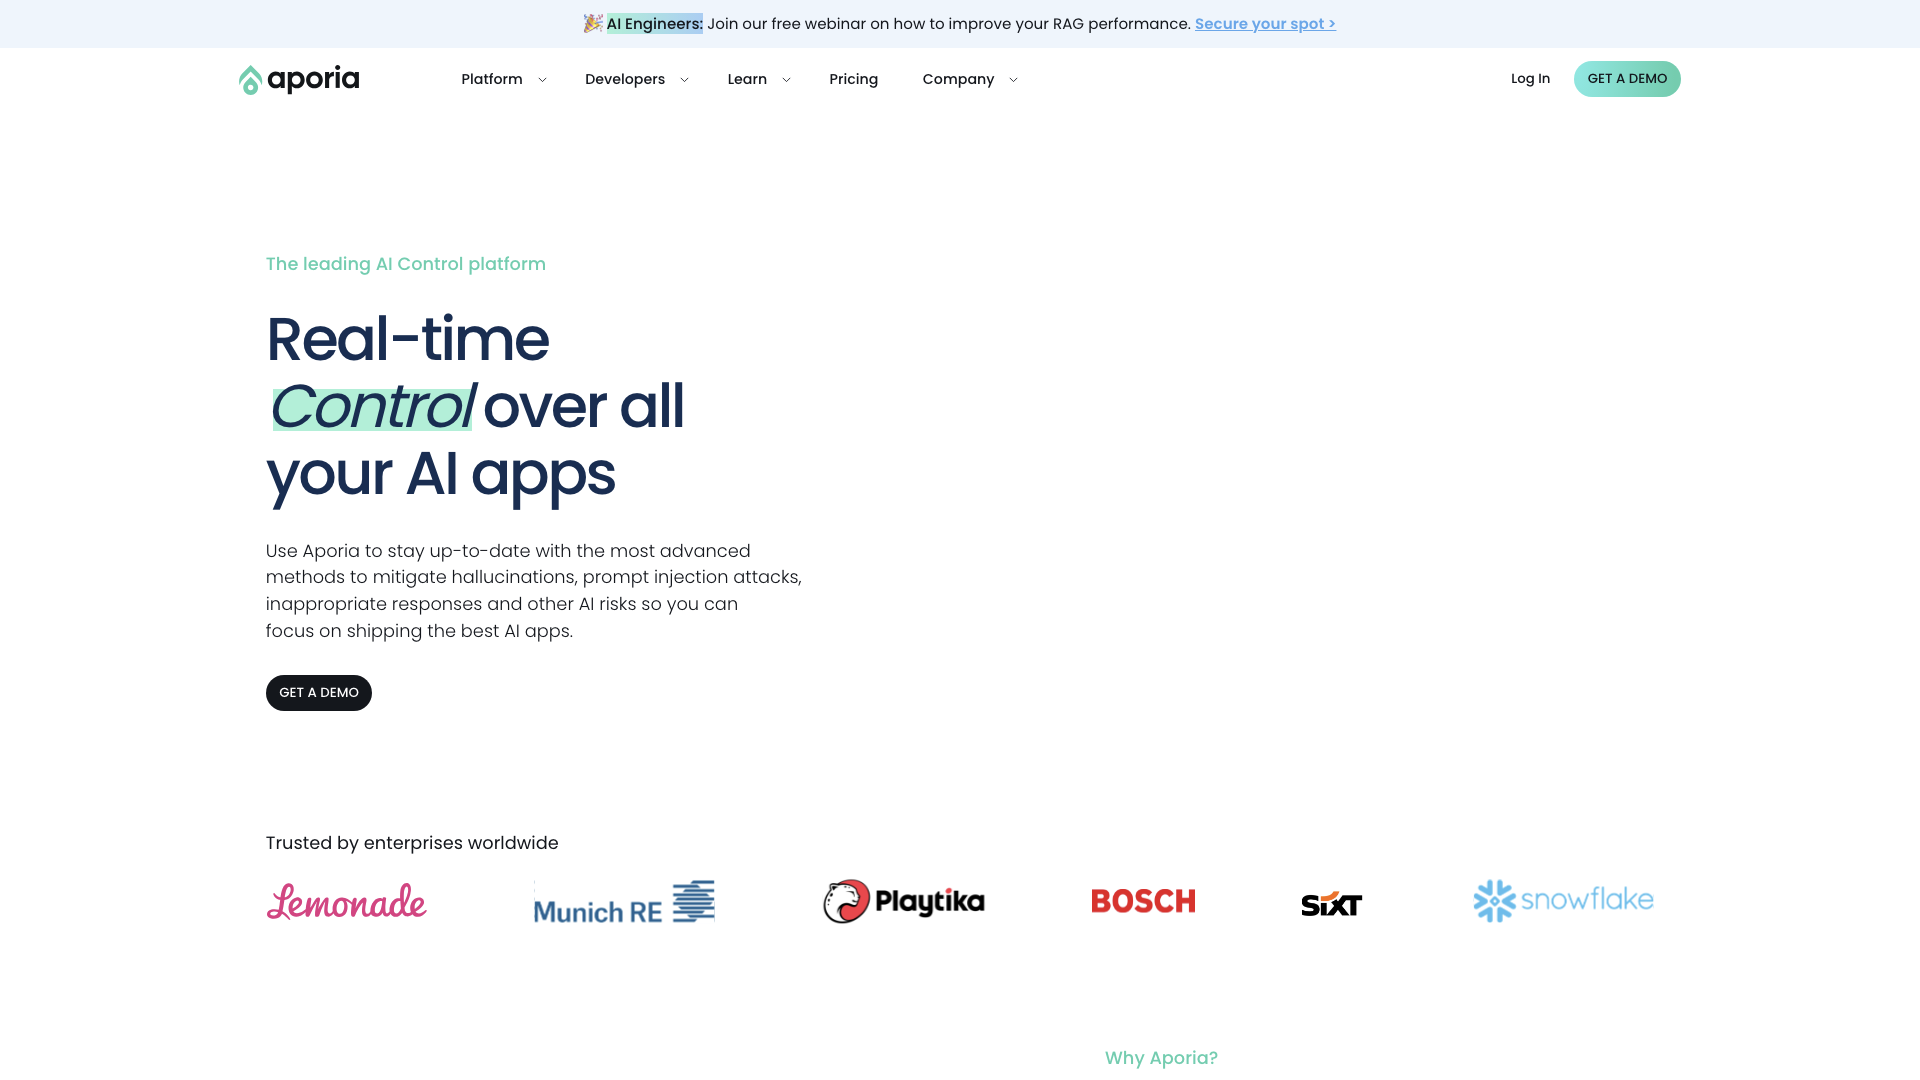 🎉 AI Engineers: Join our free webinar on how to improve your RAG performance. Secure your spot >
aporia
Platform
Developers
Learn
Pricing
Company
Log In
GET A DEMO
The leading AI Control platform
Real-time
Control over all
your AI apps
Use Aporia to stay up-to-date with the most advanced
methods to mitigate hallucinations, prompt injection attacks,
inappropriate responses and other AI risks so you can
focus on shipping the best AI apps.
GET A DEMO
Trusted by enterprises worldwide
Lemonade
Munich RE
Playtika
BOSCH
SIXT
snowflake
Why Aporia?